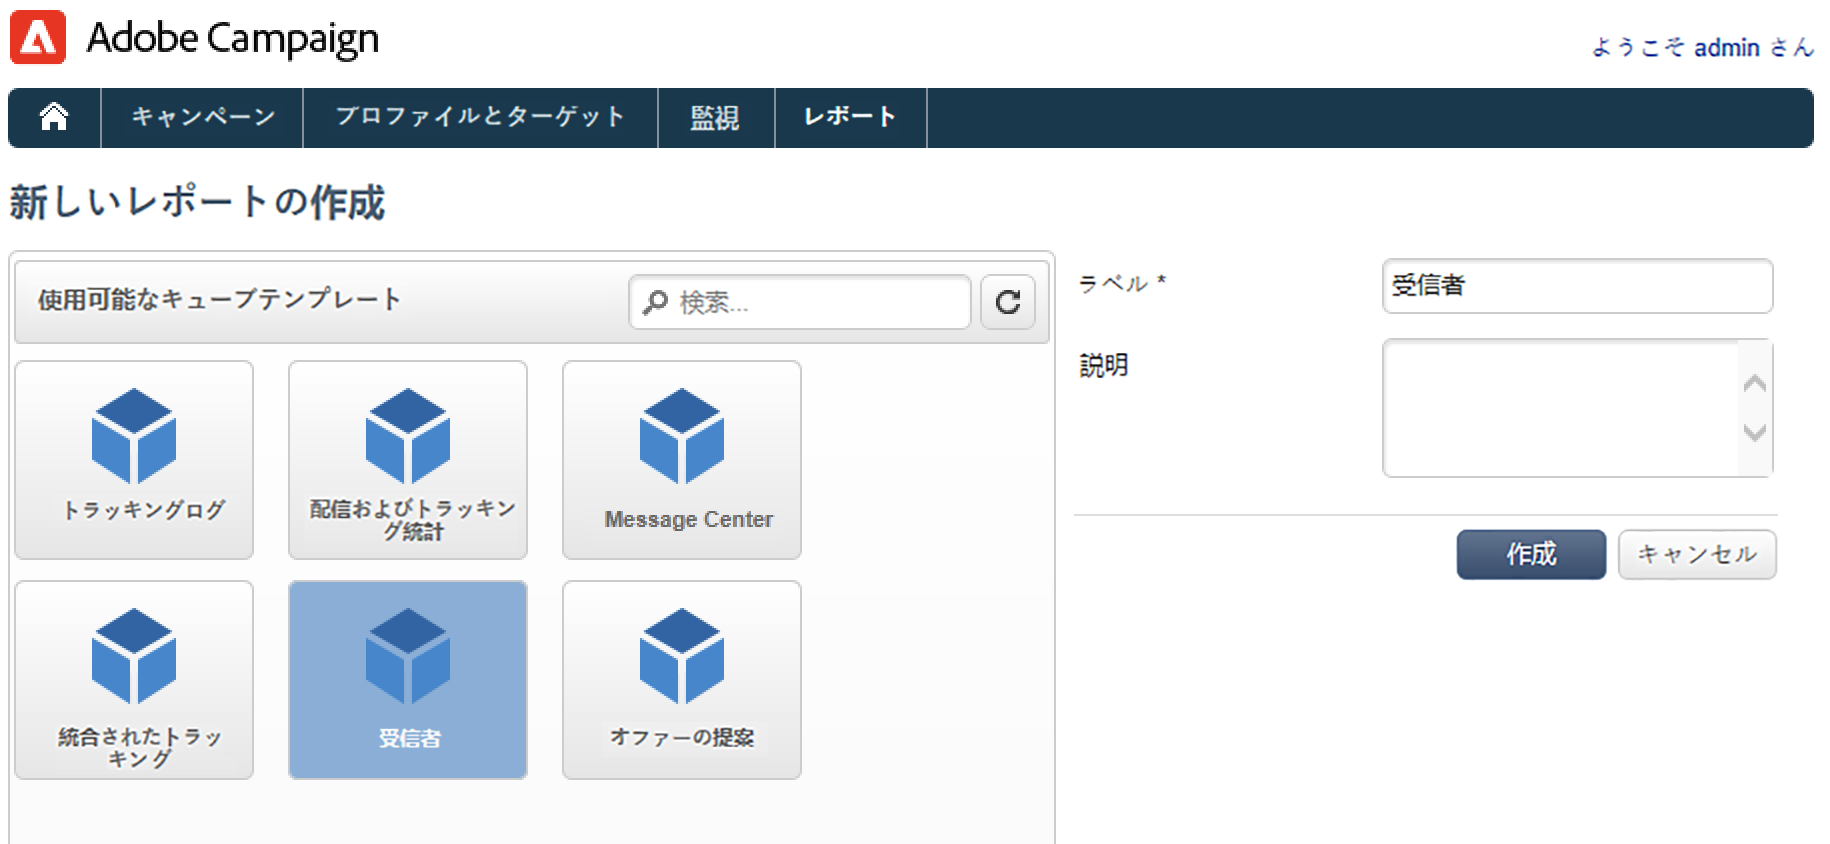 Adobe Campaign
ようこそ admin さん
キャンペーン
プロファイルとターゲット
監視
レポート
新しいレポートの作成
使用可能なキューブテンプレート
検索...
トラッキングログ
配信およびトラッキン
グ統計
Message Center
統合されたトラッ
キング
受信者
オファーの提案
ラベル *
受信者
説明
作成
キャンセル